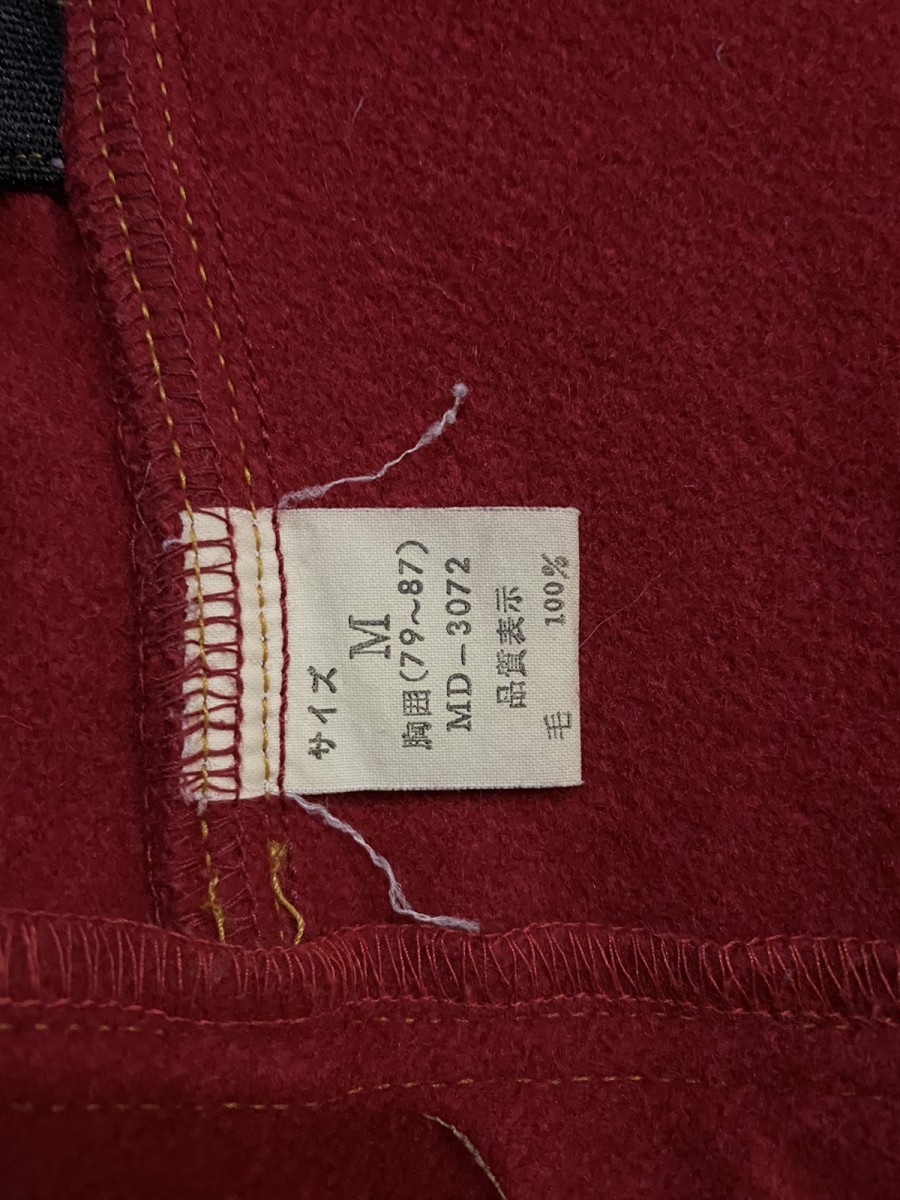 サイズ
M
胸囲(79~87)
MD-3072
品質表示
毛 100%